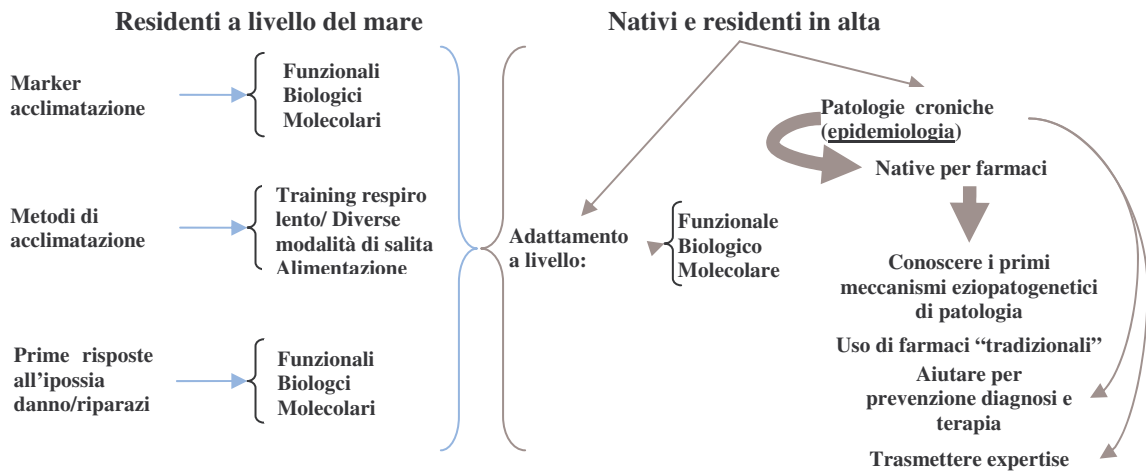 Residenti a livello del mare
Nativi e residenti in alta
Marker
acclimatazione
Funzionali
Biologici
Molecolari
Metodi di
acclimatazione
Training respiro
lento/ Diverse
modalità di salita
Alimentazione
Prime risposte
all'ipossia
danno/riparazi
Funzionali
Biologci
Molecolari
Adattamento
a livello:
Funzionale
Biologico
Molecolare
Patologie croniche
(epidemiologia)
Native per farmaci
Conoscere i primi
meccanismi eziopatogenetici
di patologia
Uso di farmaci “tradizionali”
Aiutare per
prevenzione diagnosi e
terapia
Trasmettere expertise